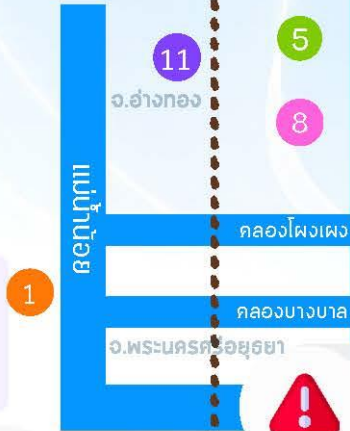 5
11
จ.อ่างทอง
8
แม่น้ำน้อย
คลองโผงเผง
1
คลองบางบาล
จ.พระนครศรีอยุธยา